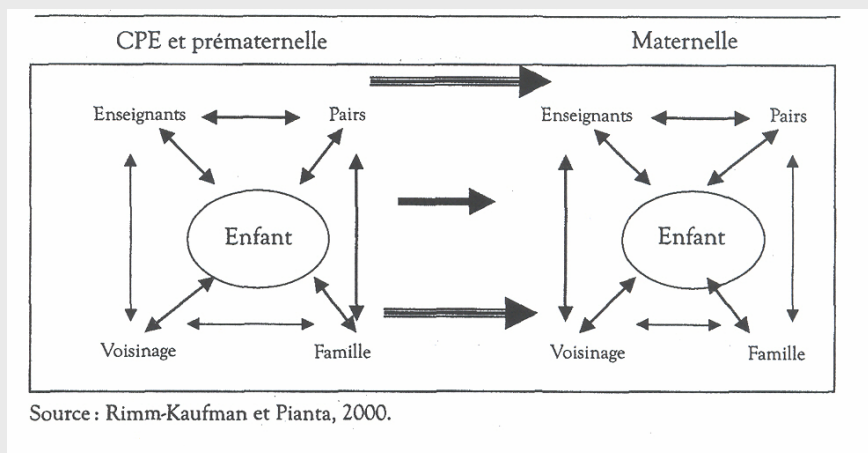 CPE et prématernelle Maternelle
Enseignants Pairs Enseignants Pairs
Enfant Enfant
Voisinage Famille Voisinage Famille
Source : Rimm-Kaufman et Pianta, 2000.